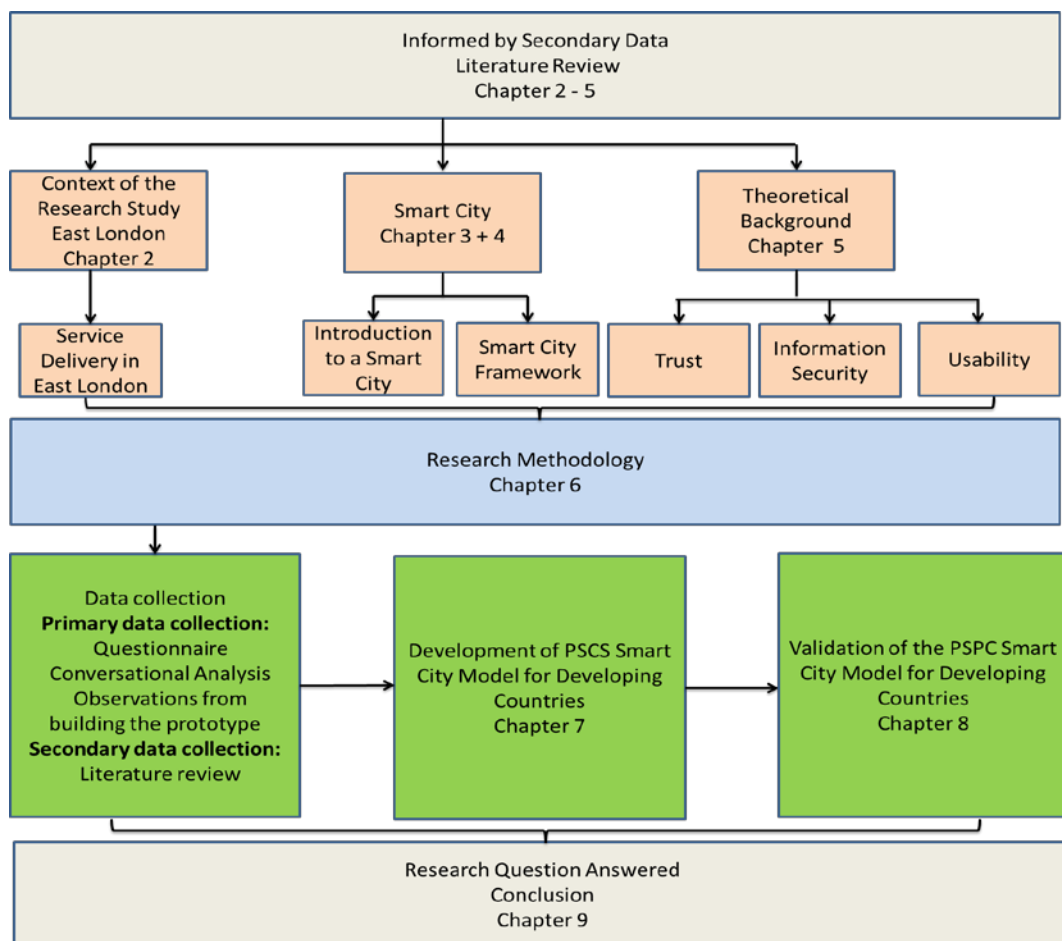 Informed by Secondary Data
Literature Review
Chapter 2 - 5
Context of the
Research Study
East London
Chapter 2
Smart City
Chapter 3 + 4
Theoretical
Background
Chapter 5
Service
Delivery in
East London
Introduction
to a Smart
City
Smart City
Framework
Trust
Information
Security
Usability
Research Methodology
Chapter 6
Data collection
Primary data collection:
Questionnaire
Conversational Analysis
Observations from
building the prototype
Secondary data collection:
Literature review
Development of PSCS Smart
City Model for Developing
Countries
Chapter 7
Validation of the PSPC Smart
City Model for Developing
Countries
Chapter 8
Research Question Answered
Conclusion
Chapter 9